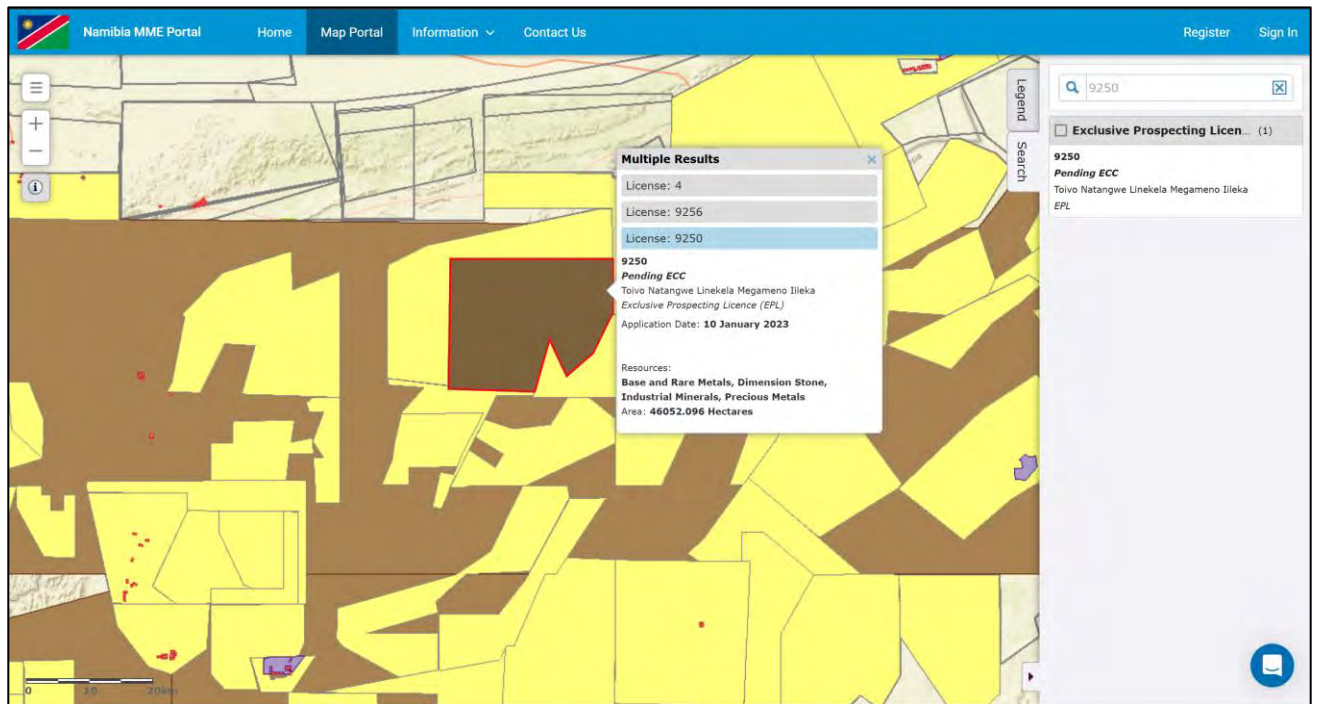 Namibia MME Portal
Home
Map Portal
Information
Contact Us
Register
Sign In
Legend
Search
9250
Exclusive Prospecting Licen... (1)
9250
Pending ECC
Toivo Natangwe Linekela Megameno Iileka
EPL
Multiple Results
License: 4
License: 9256
License: 9250
9250
Pending ECC
Toivo Natangwe Linekela Megameno Iileka
Exclusive Prospecting Licence (EPL)
Application Date: 10 January 2023
Resources:
Base and Rare Metals, Dimension Stone,
Industrial Minerals, Precious Metals
Area: 46052.096 Hectares
0 10 20km